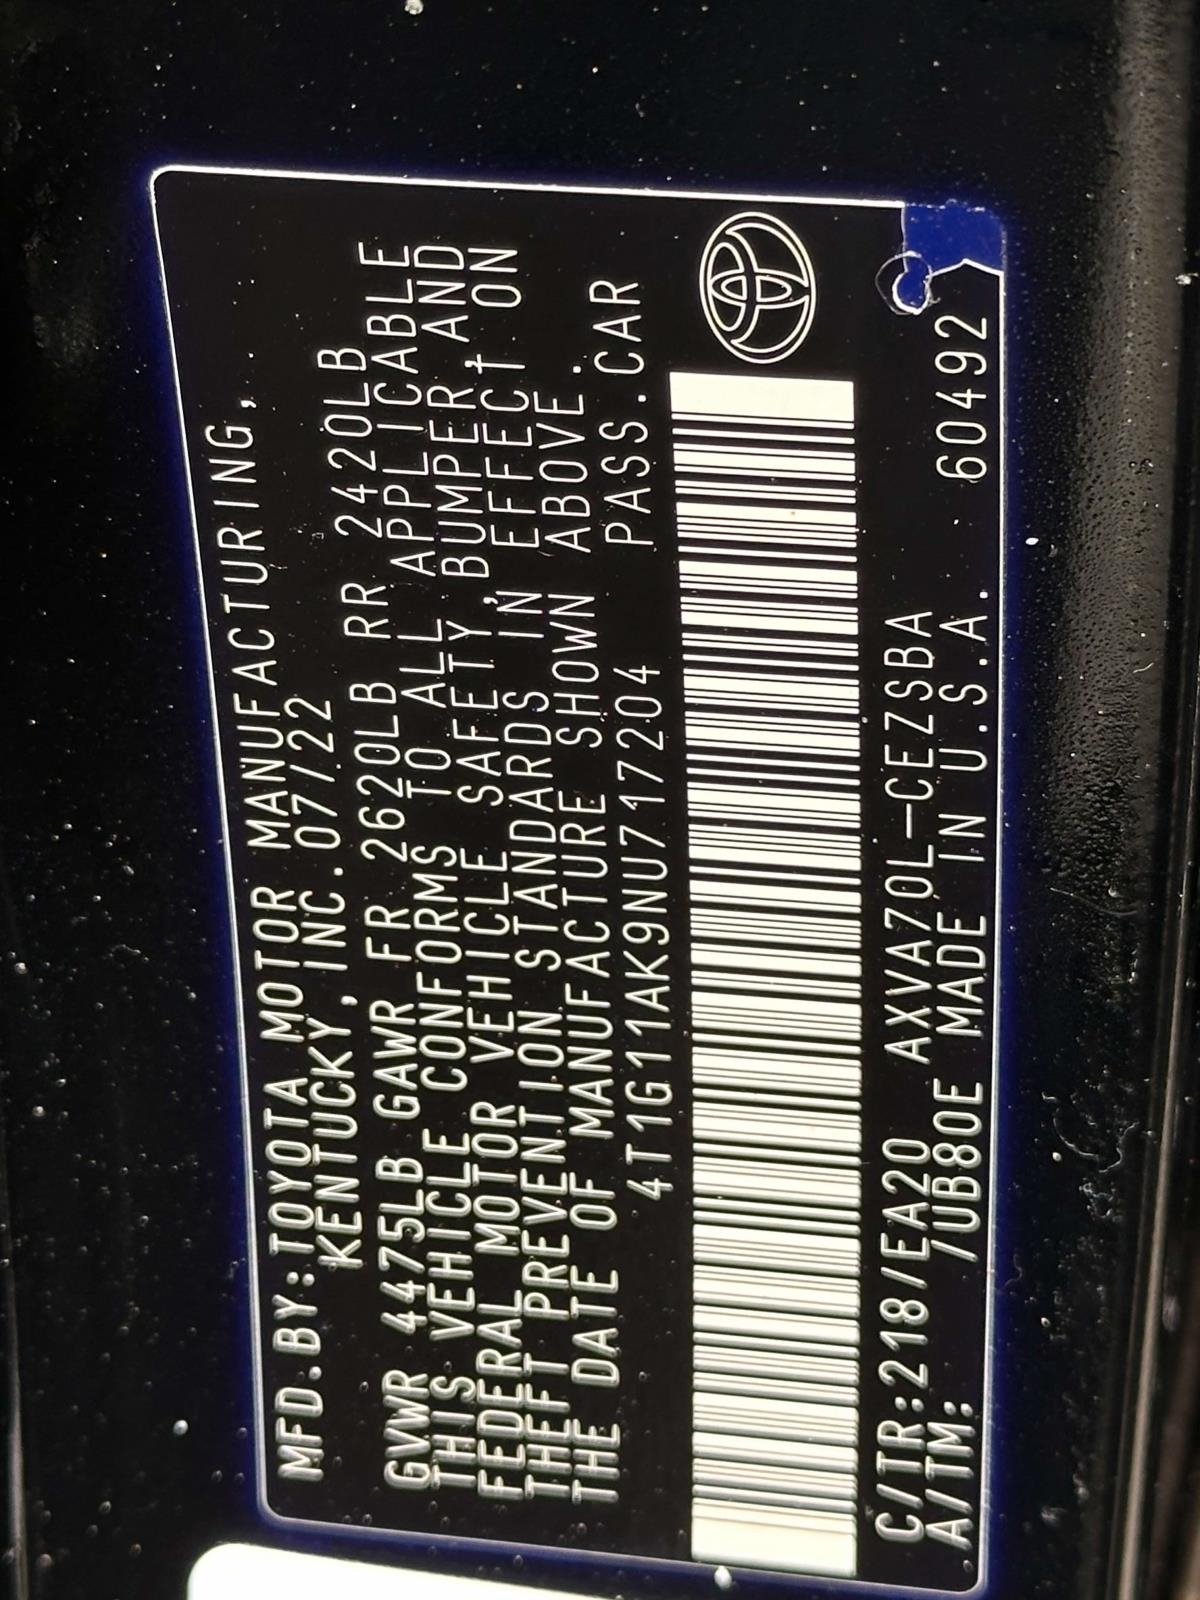 MFD.BY:TOYOTA MOTOR MANUFACTURING,
KENTUCKY, INC.07/22
GVWR 4475LB GAWR FR 2620LB RR 2420LB
THIS VEHICLE CONFORMS TO ALL APPLICABLE
FEDERAL MOTOR VEHICLE SAFETY, BUMPER, AND
THEFT PREVENTION STANDARDS IN EFFECT ON
THE DATE OF MANUFACTURE SHOWN ABOVE.
4T1G11AK9NU717204 PASS.CAR
C/TR:218/EA20 AXVA70L-CEZSBA
A/TM: /UB80E MADE IN U.S.A. 60492